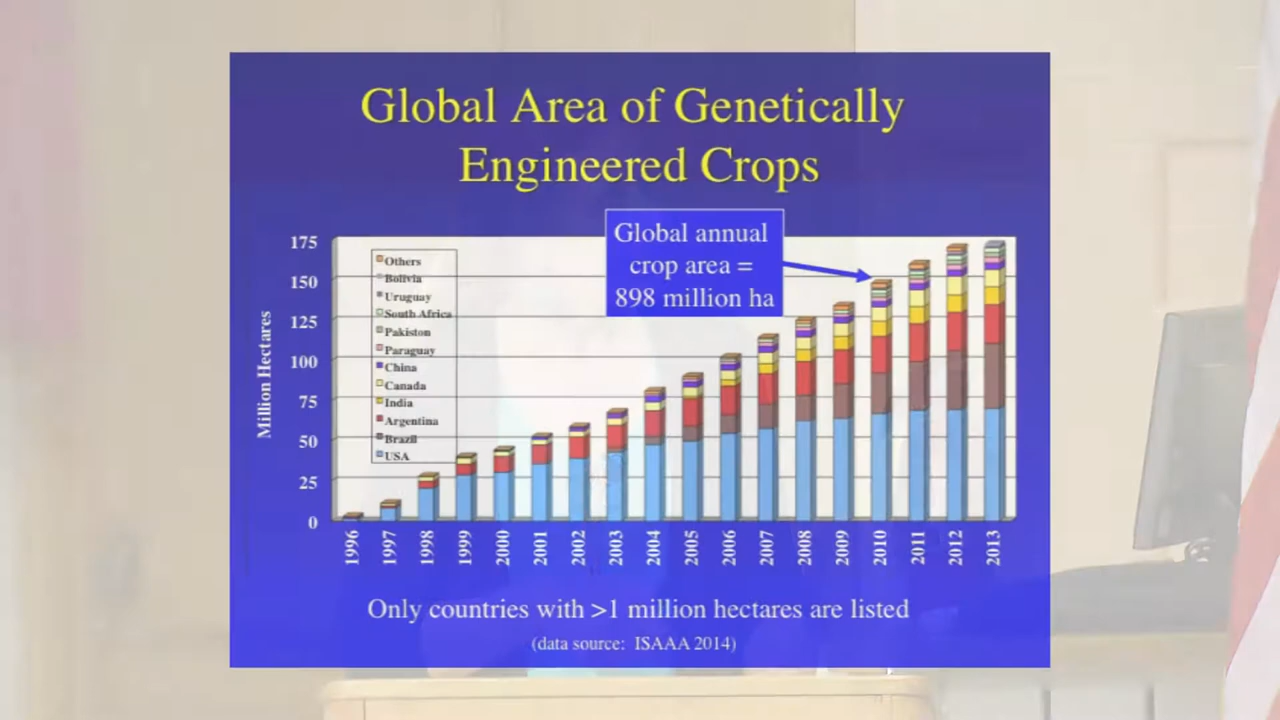 Global Area of Genetically
Engineered Crops
Global annual
crop area =
898 million ha
Million Hectares
175
150
125
100
75
50
25
0
Others
Bolivia
Uruguay
South Africa
Pakiston
Paraguay
China
Canada
India
Argentina
Brazil
USA
1996
1997
1998
1999
2000
2001
2002
2003
2004
2005
2006
2007
2008
2009
2010
2011
2012
2013
Only countries with >1 million hectares are listed
(data source: ISAAA 2014)